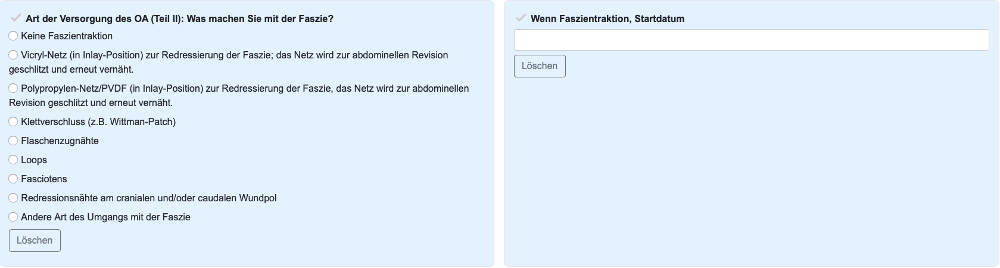 Art der Versorgung des OA (Teil II): Was machen Sie mit der Faszie?
Keine Faszientraktion
Vicryl-Netz (in Inlay-Position) zur Redressierung der Faszie; das Netz wird zur abdominellen Revision
geschlitzt und erneut vernäht.
Polypropylen-Netz/PVDF (in Inlay-Position) zur Redressierung der Faszie, das Netz wird zur abdominellen
Revision geschlitzt und erneut vernäht.
Klettverschluss (z.B. Wittman-Patch)
Flaschenzugnähte
Loops
Fasciotens
Redressionsnähte am cranialen und/oder caudalen Wundpol
Andere Art des Umgangs mit der Faszie
Löschen
Wenn Faszientraktion, Startdatum
Löschen